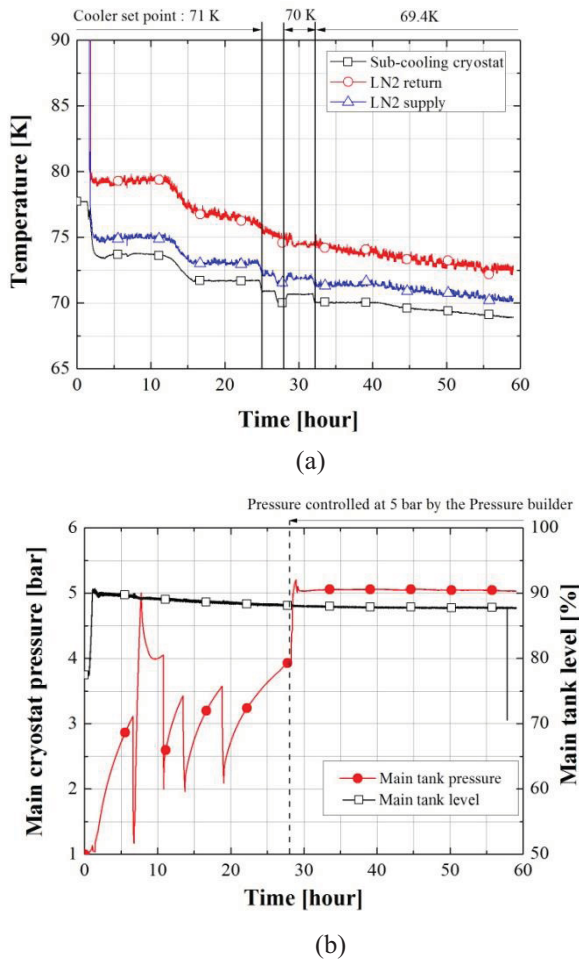 Cooler set point : 71 K
70 K
69.4K
90
85
80
75
70
65
Temperature [K]
Sub-cooling cryostat
LN2 return
LN2 supply
0
10
20
30
40
50
60
Time [hour]
(a)
Pressure controlled at 5 bar by the Pressure builder
6
5
4
3
2
1
Main cryostat pressure [bar]
100
90
80
70
60
50
Main tank level [%]
Main tank pressure
Main tank level
0
10
20
30
40
50
60
Time [hour]
(b)